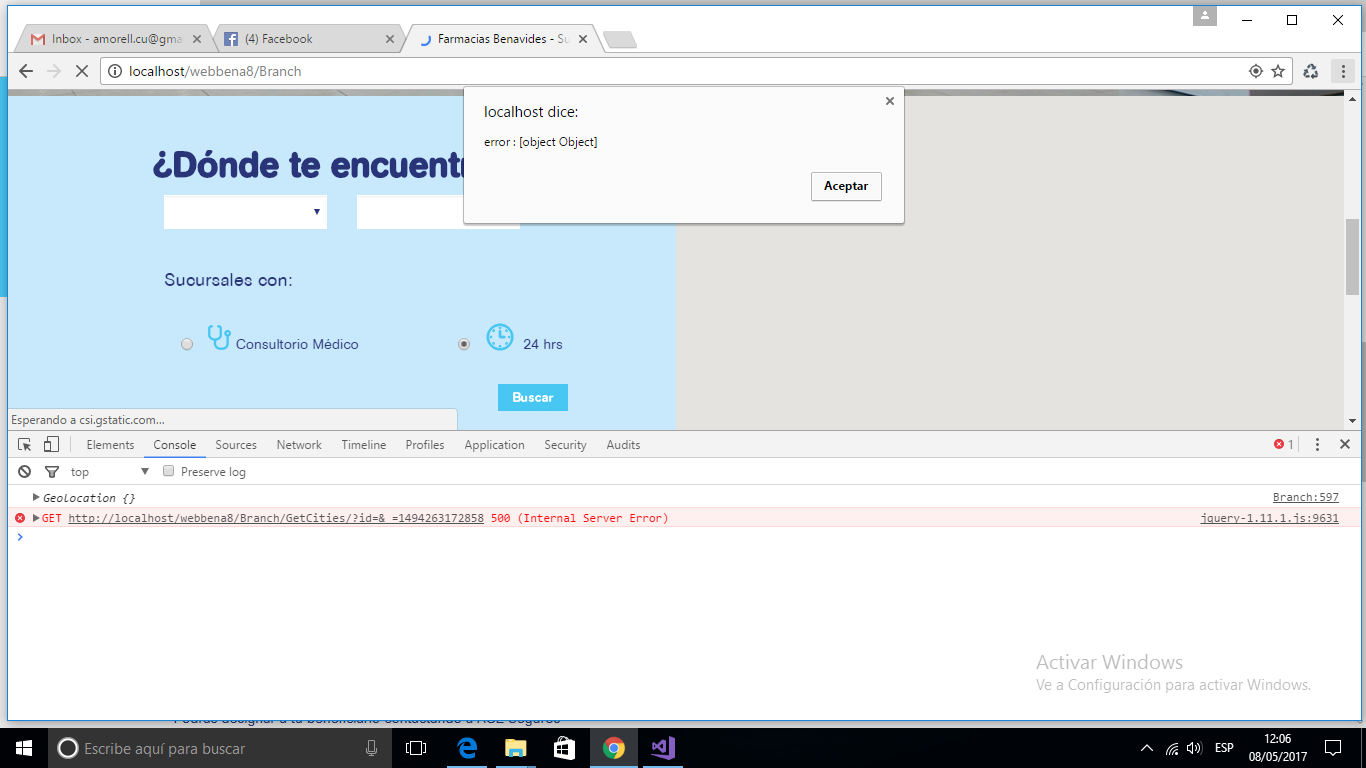 Inbox - amorell.cu@gma
(4) Facebook
Farmacias Benavides - Su
localhost/webbena8/Branch
localhost dice:
error : [object Object]
Aceptar
¿Dónde te encuentr
Sucursales con:
Consultorio Médico
24 hrs
Buscar
Esperando a csi.gstatic.com...
Elements Console Sources Network Timeline Profiles Application Security Audits
1
top
Preserve log
Geolocation {}
Branch:597
GET http://localhost/webbena8/Branch/GetCities/?id=&_=1494263172858 500 (Internal Server Error)
jquery-1.11.1.js:9631
Activar Windows
Ve a Configuración para activar Windows.
Podrás designar a tu beneficiario contactando a ACE Seguros
Escribe aquí para buscar
ESP
12:06
08/05/2017